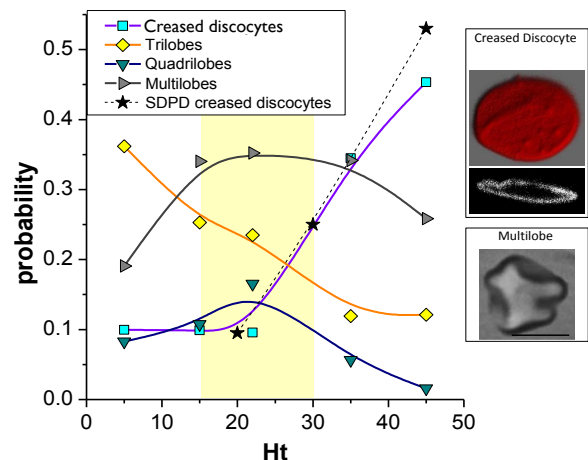 Creased discocytes
Trilobes
Quadrilobes
Multilobes
SDPD creased discocytes
Creased Discocyte
Multilobe
probability
0.5
0.4
0.3
0.2
0.1
0.0
0
10
20
30
40
50
Ht